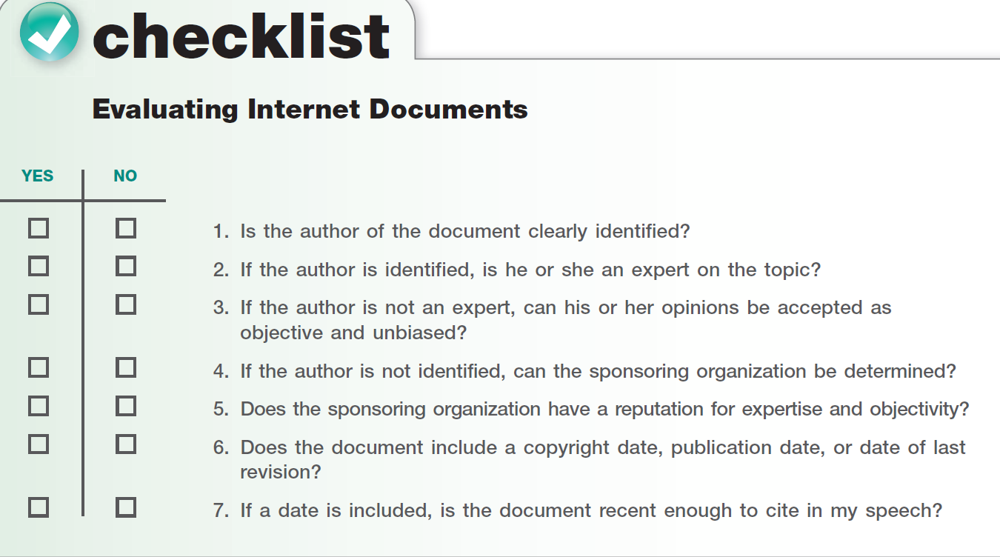 checklist
Evaluating Internet Documents
YES NO
1. Is the author of the document clearly identified?
2. If the author is identified, is he or she an expert on the topic?
3. If the author is not an expert, can his or her opinions be accepted as
objective and unbiased?
4. If the author is not identified, can the sponsoring organization be determined?
5. Does the sponsoring organization have a reputation for expertise and objectivity?
6. Does the document include a copyright date, publication date, or date of last
revision?
7. If a date is included, is the document recent enough to cite in my speech?